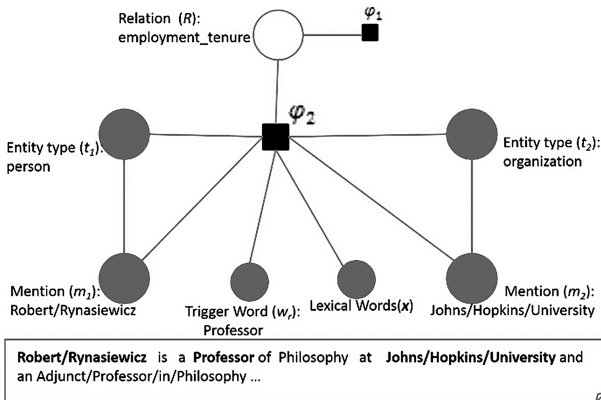 Relation (R):
employment_tenure
φ1
φ2
Entity type (t1):
person
Entity type (t2):
organization
Mention (m1):
Robert/Rynasiewicz
Trigger Word (wr):
Professor
Lexical Words(x)
Mention (m2):
Johns/Hopkins/University
Robert/Rynasiewicz is a Professor of Philosophy at Johns/Hopkins/University and
an Adjunct/Professor/in/Philosophy ...